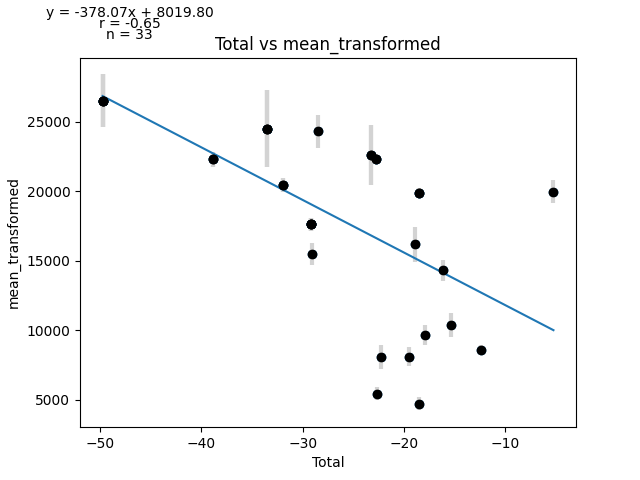 y = -378.07x + 8019.80
r = -0.65
n = 33
Total vs mean_transformed
25000
20000
15000
10000
5000
mean_transformed
−50
−40
−30
−20
−10
Total